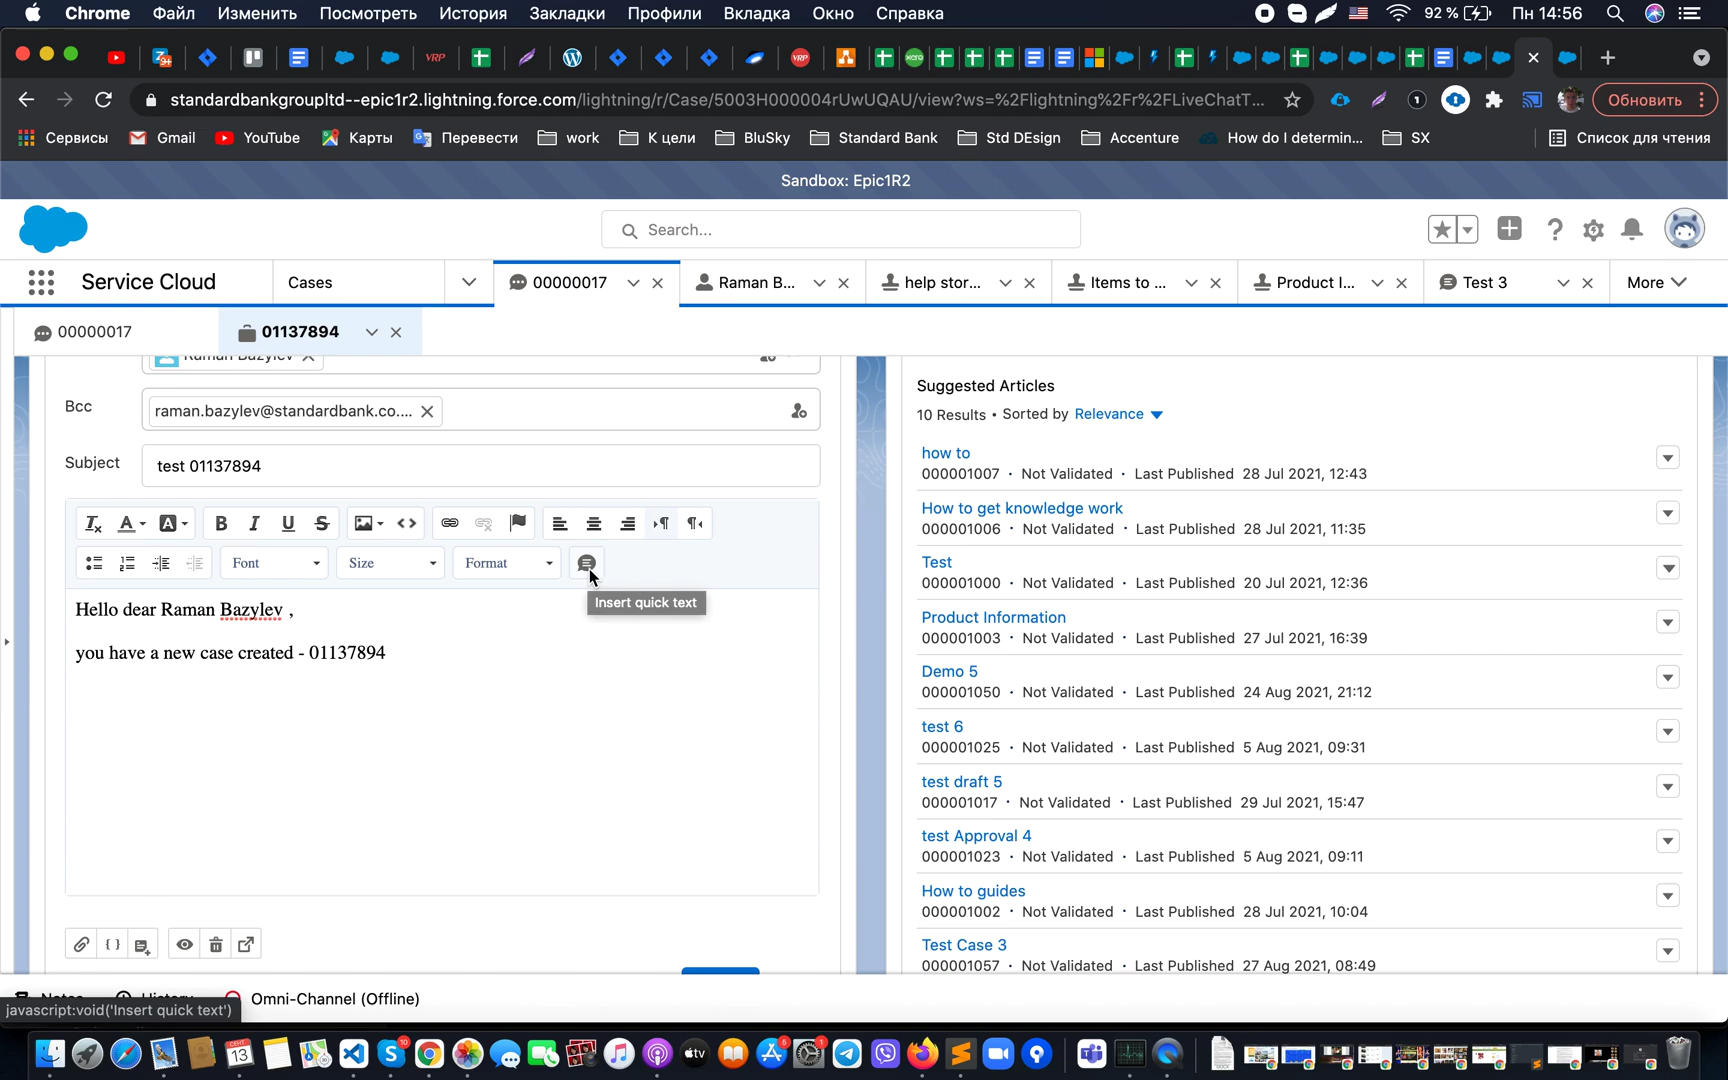 Chrome Файл Изменить Посмотреть История Закладки Профили Вкладка Окно Справка 92 % Пн 14:56
standardbankgroupltd--epic1r2.lightning.force.com/lightning/r/Case/5003H000004rUwUQAU/view?ws=%2Flightning%2Fr%2FLiveChatT... Обновить
Сервисы Gmail YouTube Карты Перевести work К цели BluSky Standard Bank Std DEsign Accenture How do I determin... SX Список для чтения
Sandbox: Epic1R2
Search...
Service Cloud Cases 00000017 Raman B... help stor... Items to ... Product I... Test 3 More
00000017 01137894
Raman Bazylev
Bcc raman.bazylev@standardbank.co....
Subject test 01137894
Font Size Format
Insert quick text
Hello dear Raman Bazylev ,
you have a new case created - 01137894
Suggested Articles
10 Results • Sorted by Relevance
how to
000001007 • Not Validated • Last Published 28 Jul 2021, 12:43
How to get knowledge work
000001006 • Not Validated • Last Published 28 Jul 2021, 11:35
Test
000001000 • Not Validated • Last Published 20 Jul 2021, 12:36
Product Information
000001003 • Not Validated • Last Published 27 Jul 2021, 16:39
Demo 5
000001050 • Not Validated • Last Published 24 Aug 2021, 21:12
test 6
000001025 • Not Validated • Last Published 5 Aug 2021, 09:31
test draft 5
000001017 • Not Validated • Last Published 29 Jul 2021, 15:47
test Approval 4
000001023 • Not Validated • Last Published 5 Aug 2021, 09:11
How to guides
000001002 • Not Validated • Last Published 28 Jul 2021, 10:04
Test Case 3
000001057 • Not Validated • Last Published 27 Aug 2021, 08:49
Notes History Omni-Channel (Offline)
javascript:void('Insert quick text')